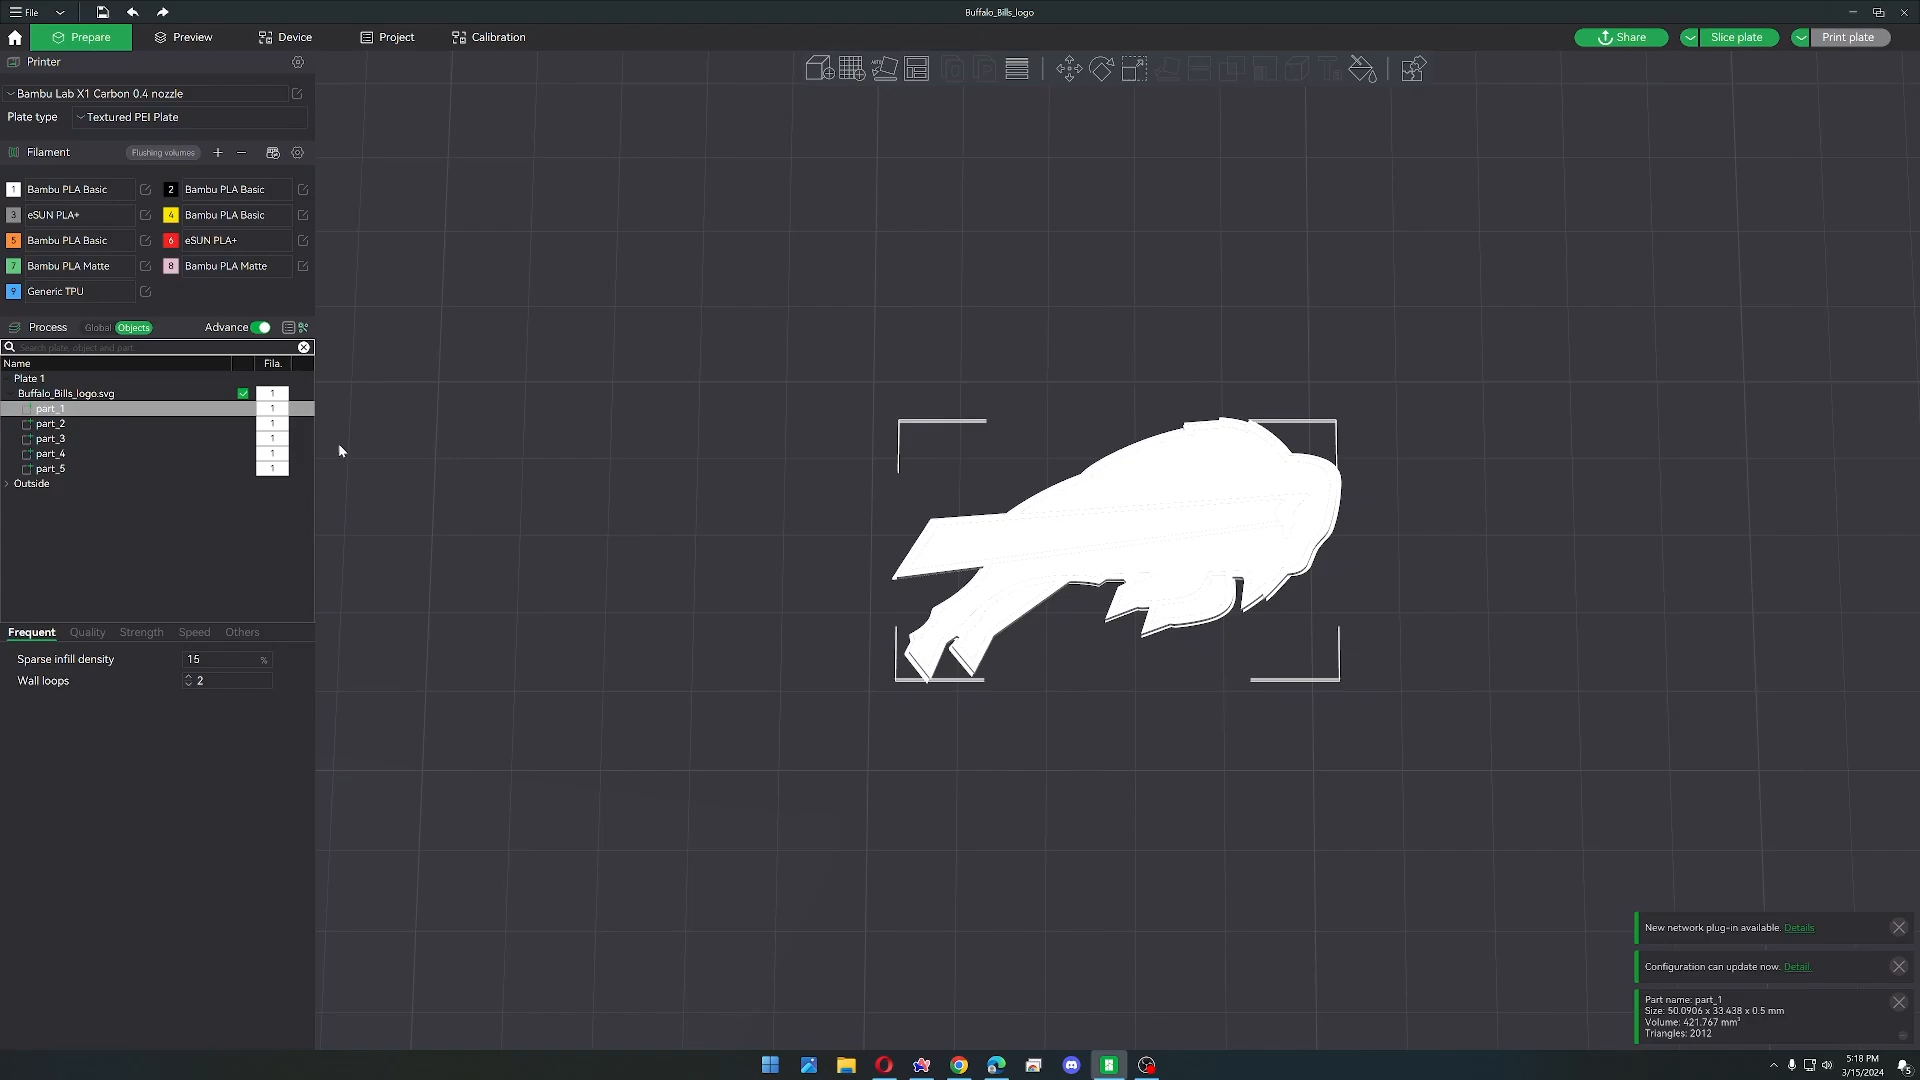 File
Buffalo_Bills_logo
Prepare
Preview
Device
Project
Calibration
Share
Slice plate
Print plate
Printer
Bambu Lab X1 Carbon 0.4 nozzle
Plate type
Textured PEI Plate
Filament
Flushing volumes
1 Bambu PLA Basic
2 Bambu PLA Basic
3 eSUN PLA+
4 Bambu PLA Basic
5 Bambu PLA Basic
6 eSUN PLA+
7 Bambu PLA Matte
8 Bambu PLA Matte
9 Generic TPU
Process Global Objects Advance
Search plate, object and part.
Name Fila.
Plate 1
Buffalo_Bills_logo.svg 1
part_1 1
part_2 1
part_3 1
part_4 1
part_5 1
Outside
Frequent Quality Strength Speed Others
Sparse infill density 15 %
Wall loops 2
New network plug-in available. Details
Configuration can update now. Detail
Part name: part_1
Size: 50.0906 x 33.438 x 0.5 mm
Volume: 421.767 mm³
Triangles: 2012
5:18 PM
3/15/2024
5